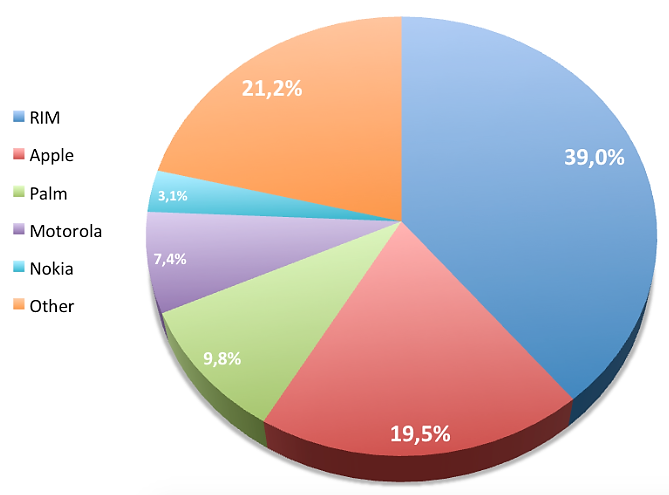 RIM
Apple
Palm
Motorola
Nokia
Other
21,2%
39,0%
3,1%
7,4%
9,8%
19,5%